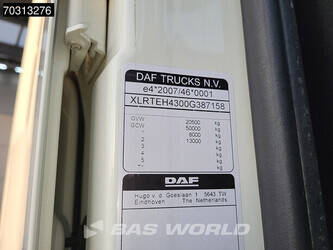 70313276
DAF TRUCKS N.V.
e4*2007/46*0001
XLRTEH4300G387158
GVW 20500 kg
GCW 50000 kg
1 8000 kg
2 13000 kg
3 kg
4 kg
5 kg
DAF
Hugo v. d. Goeslaan 1 5643 TW
Eindhoven The Netherlands
BAS World